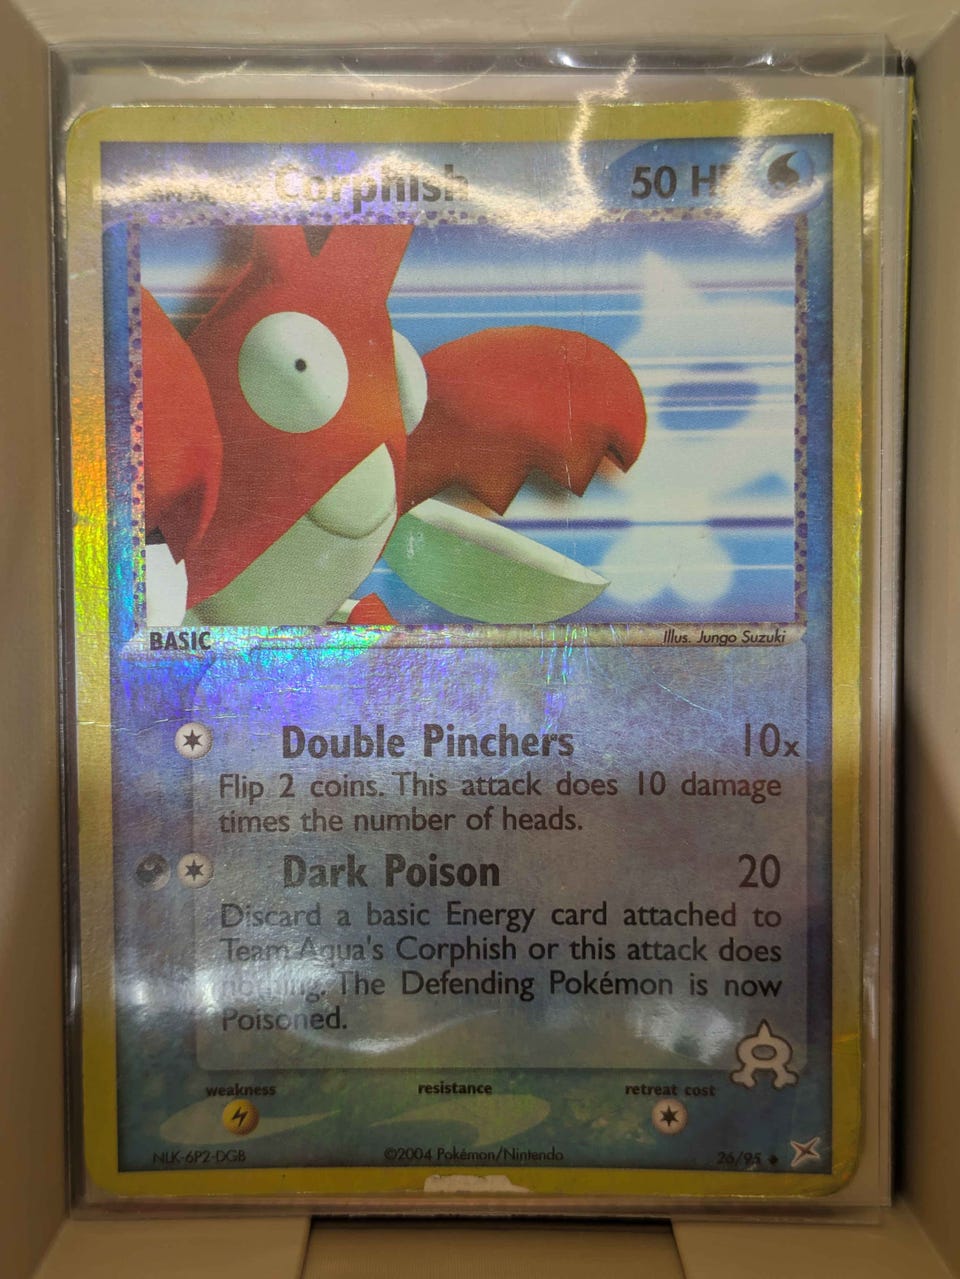 Corphish 50 HP
BASIC Illus. Jungo Suzuki
Double Pinchers 10x
Flip 2 coins. This attack does 10 damage
times the number of heads.
Dark Poison 20
Discard a basic Energy card attached to
Team Aqua's Corphish or this attack does
nothing. The Defending Pokémon is now
Poisoned.
weakness resistance retreat cost
NLK-6P2-DGB ©2004 Pokémon/Nintendo 26/95